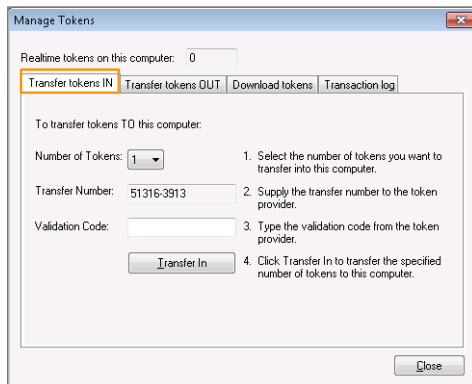 Manage Tokens
Realtime tokens on this computer: 0
Transfer tokens IN Transfer tokens OUT Download tokens Transaction log
To transfer tokens TO this computer:
Number of Tokens: 1
1. Select the number of tokens you want to
transfer into this computer.
Transfer Number: 51316-3913
2. Supply the transfer number to the token
provider.
Validation Code:
3. Type the validation code from the token
provider.
Transfer In
4. Click Transfer In to transfer the specified
number of tokens to this computer.
Close